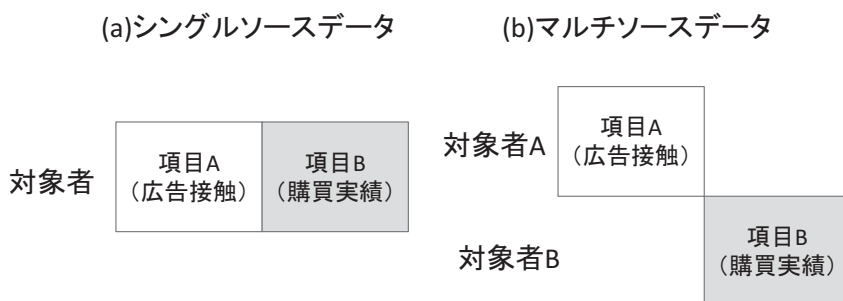 (a)シングルソースデータ
対象者
項目A
（広告接触）
項目B
（購買実績）
(b)マルチソースデータ
対象者A
項目A
（広告接触）
対象者B
項目B
（購買実績）